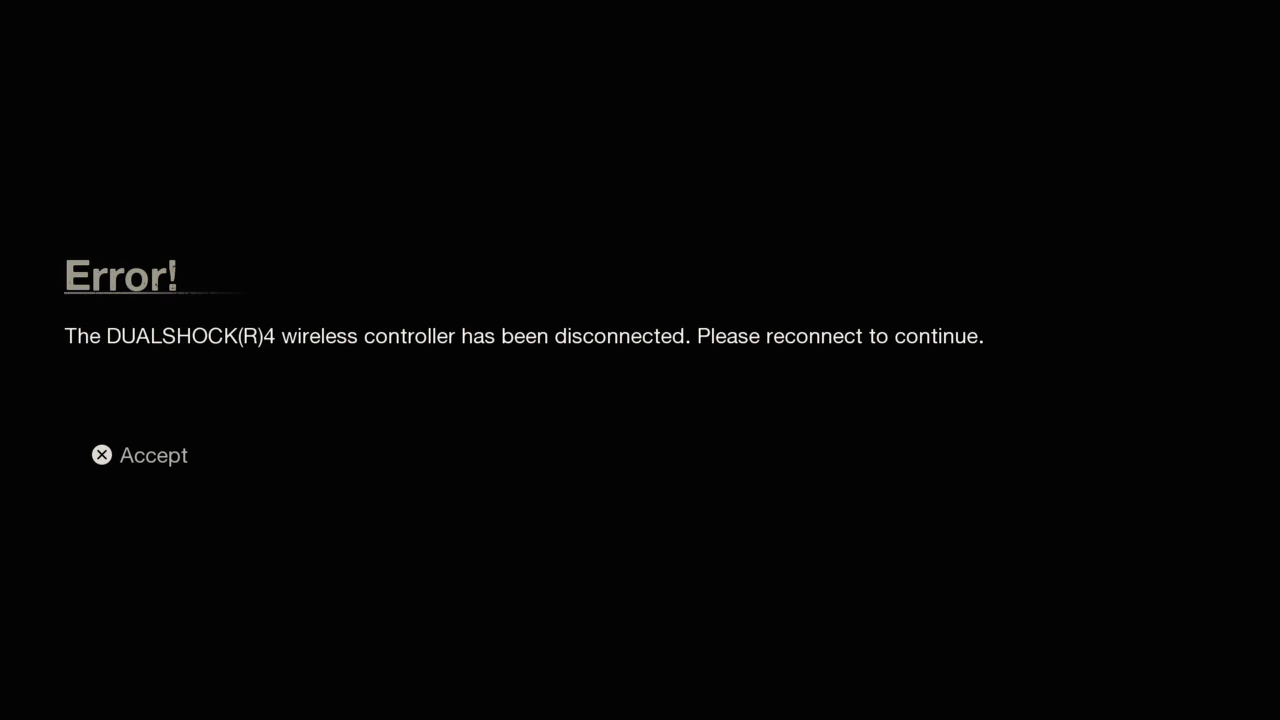 Error!
The DUALSHOCK(R)4 wireless controller has been disconnected. Please reconnect to continue.
Accept